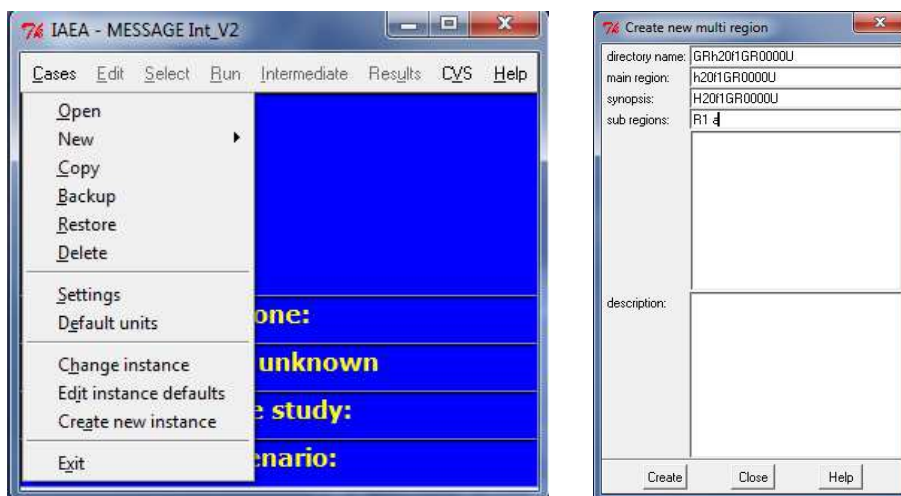 IAEA - MESSAGE Int_V2
Cases Edit Select Run Intermediate Results CVS Help
Open
New
Copy
Backup
Restore
Delete
Settings
Default units
Change instance
Edit instance defaults
Create new instance
Exit
one:
unknown
e study:
enario:
Create new multi region
directory name: GRh20f1GR0000U
main region: h20f1GR0000U
synopsis: H20f1GR0000U
sub regions: R1 a
description:
Create Close Help